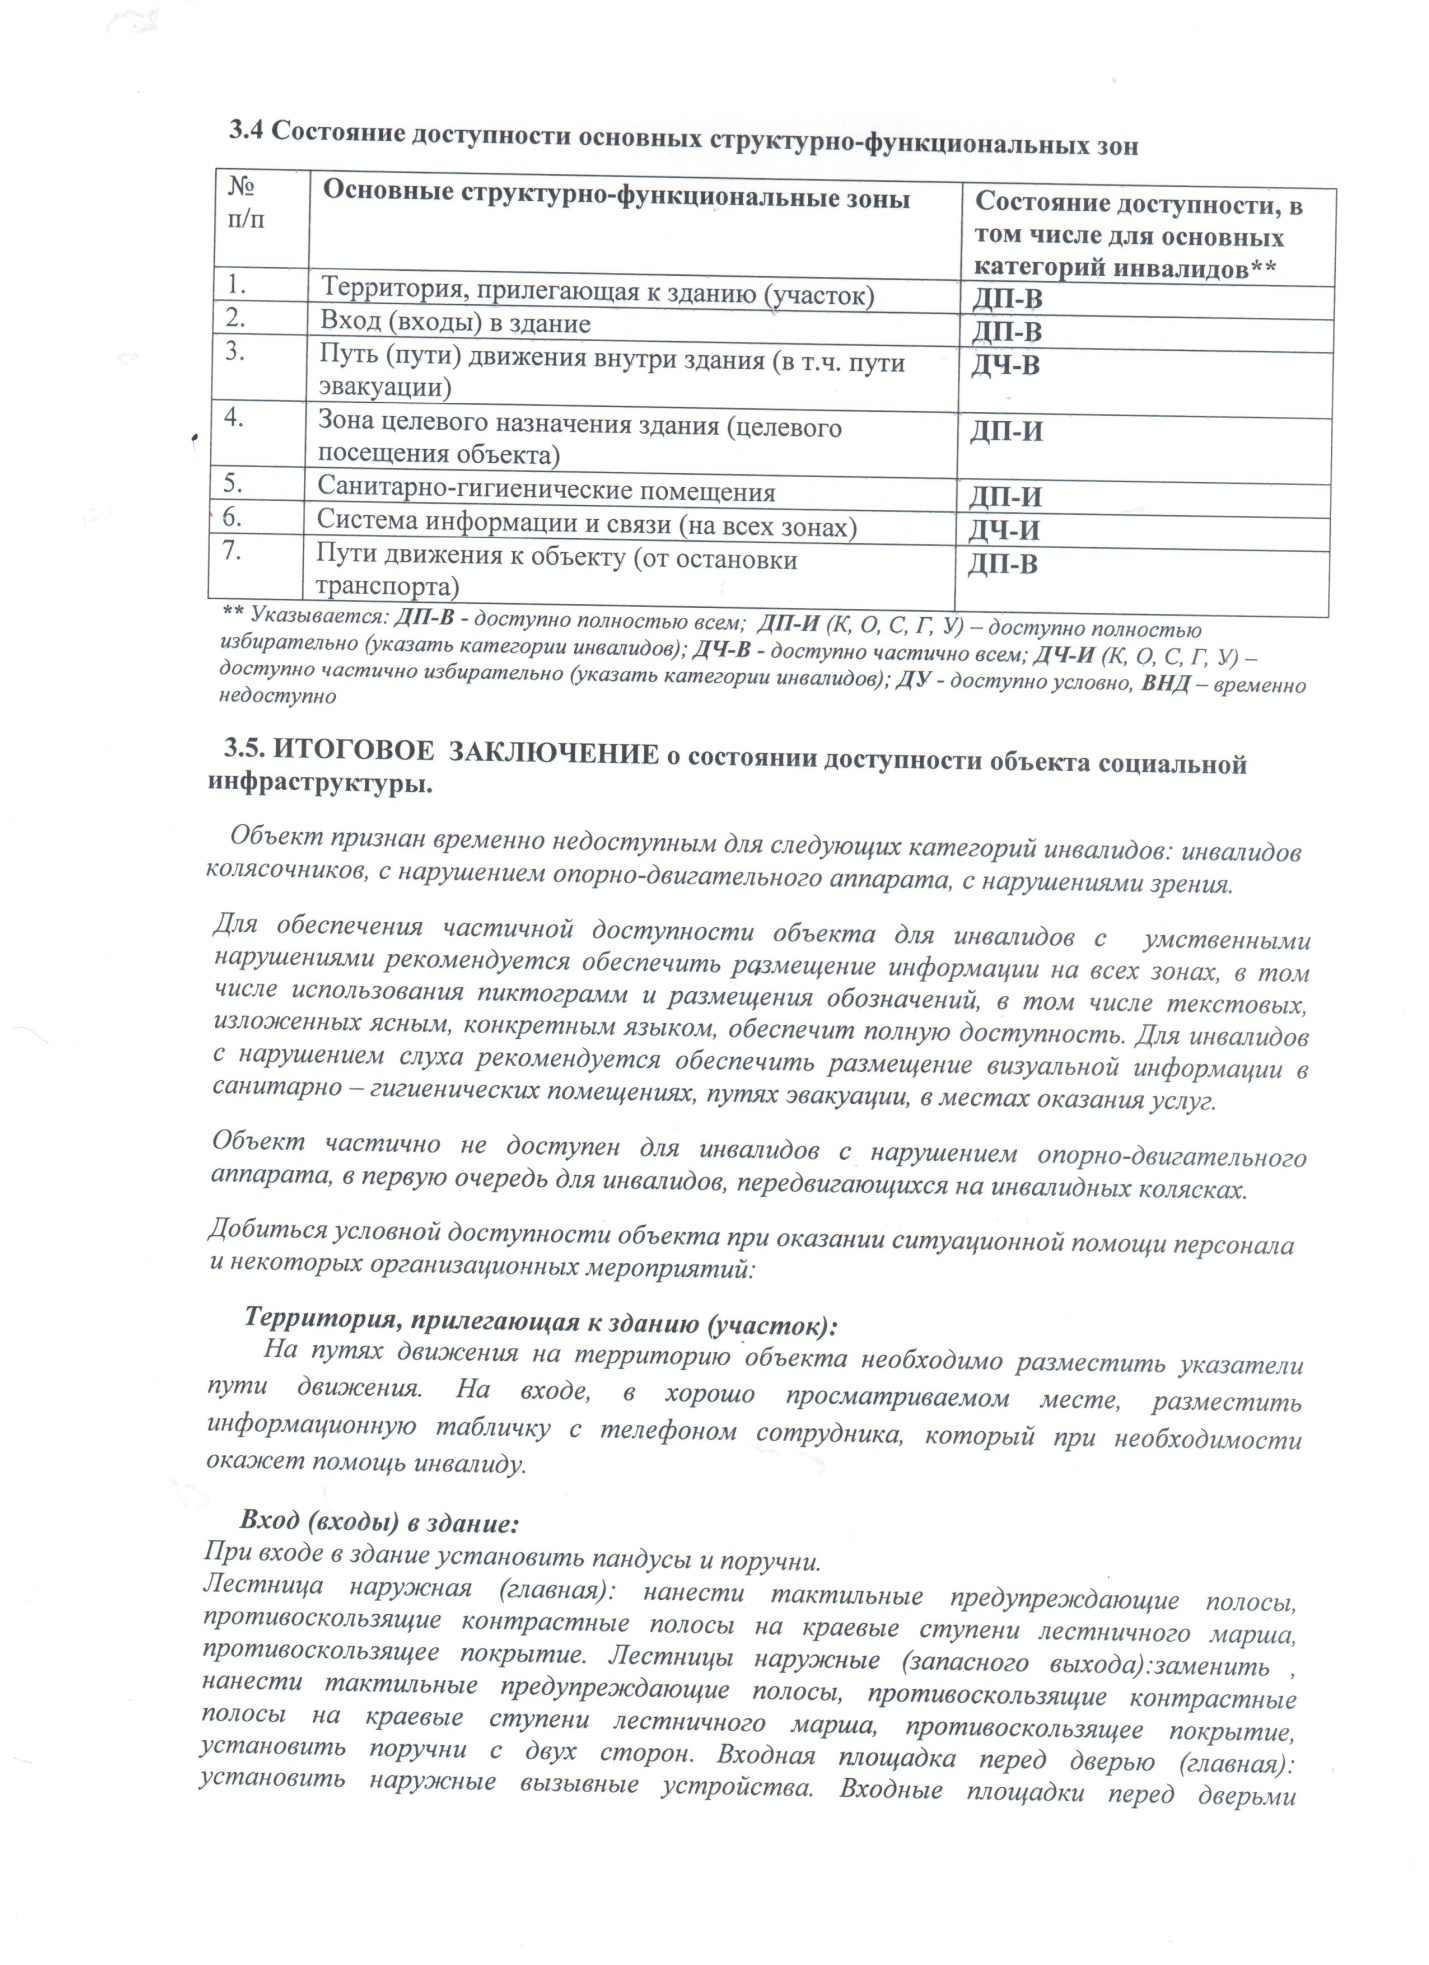 3.4 Состояние доступности основных структурно-функциональных зон
№ п/п
Основные структурно-функциональные зоны
Состояние доступности, в
том числе для основных
категорий инвалидов**
1.
Территория, прилегающая к зданию (участок)
ДП-В
2.
Вход (входы) в здание
ДП-В
3.
Путь (пути) движения внутри здания (в т.ч. пути
эвакуации)
ДЧ-В
4.
Зона целевого назначения здания (целевого
посещения объекта)
ДП-И
5.
Санитарно-гигиенические помещения
ДП-И
6.
Система информации и связи (на всех зонах)
ДЧ-И
7.
Пути движения к объекту (от остановки
транспорта)
ДП-В
** Указывается: ДП-В - доступно полностью всем; ДП-И (К, О, С, Г, У) – доступно полностью
избирательно (указать категории инвалидов); ДЧ-В - доступно частично всем; ДЧ-И (К, О, С, Г, У) –
доступно частично избирательно (указать категории инвалидов); ДУ - доступно условно, ВНД – временно
недоступно
3.5. ИТОГОВОЕ ЗАКЛЮЧЕНИЕ о состоянии доступности объекта социальной
инфраструктуры.
Объект признан временно недоступным для следующих категорий инвалидов: инвалидов
колясочников, с нарушением опорно-двигательного аппарата, с нарушениями зрения.
Для обеспечения частичной доступности объекта для инвалидов с умственными
нарушениями рекомендуется обеспечить размещение информации на всех зонах, в том
числе использования пиктограмм и размещения обозначений, в том числе текстовых,
изложенных ясным, конкретным языком, обеспечит полную доступность. Для инвалидов
с нарушением слуха рекомендуется обеспечить размещение визуальной информации в
санитарно – гигиенических помещениях, путях эвакуации, в местах оказания услуг.
Объект частично не доступен для инвалидов с нарушением опорно-двигательного
аппарата, в первую очередь для инвалидов, передвигающихся на инвалидных колясках.
Добиться условной доступности объекта при оказании ситуационной помощи персонала
и некоторых организационных мероприятий:
Территория, прилегающая к зданию (участок):
На путях движения на территорию объекта необходимо разместить указатели
пути движения. На входе, в хорошо просматриваемом месте, разместить
информационную табличку с телефоном сотрудника, который при необходимости
окажет помощь инвалиду.
Вход (входы) в здание:
При входе в здание установить пандусы и поручни.
Лестница наружная (главная): нанести тактильные предупреждающие полосы,
противоскользящие контрастные полосы на краевые ступени лестничного марша,
противоскользящее покрытие. Лестницы наружные (запасного выхода):заменить ,
нанести тактильные предупреждающие полосы, противоскользящие контрастные
полосы на краевые ступени лестничного марша, противоскользящее покрытие,
установить поручни с двух сторон. Входная площадка перед дверью (главная):
установить наружные вызывные устройства. Входные площадки перед дверьми